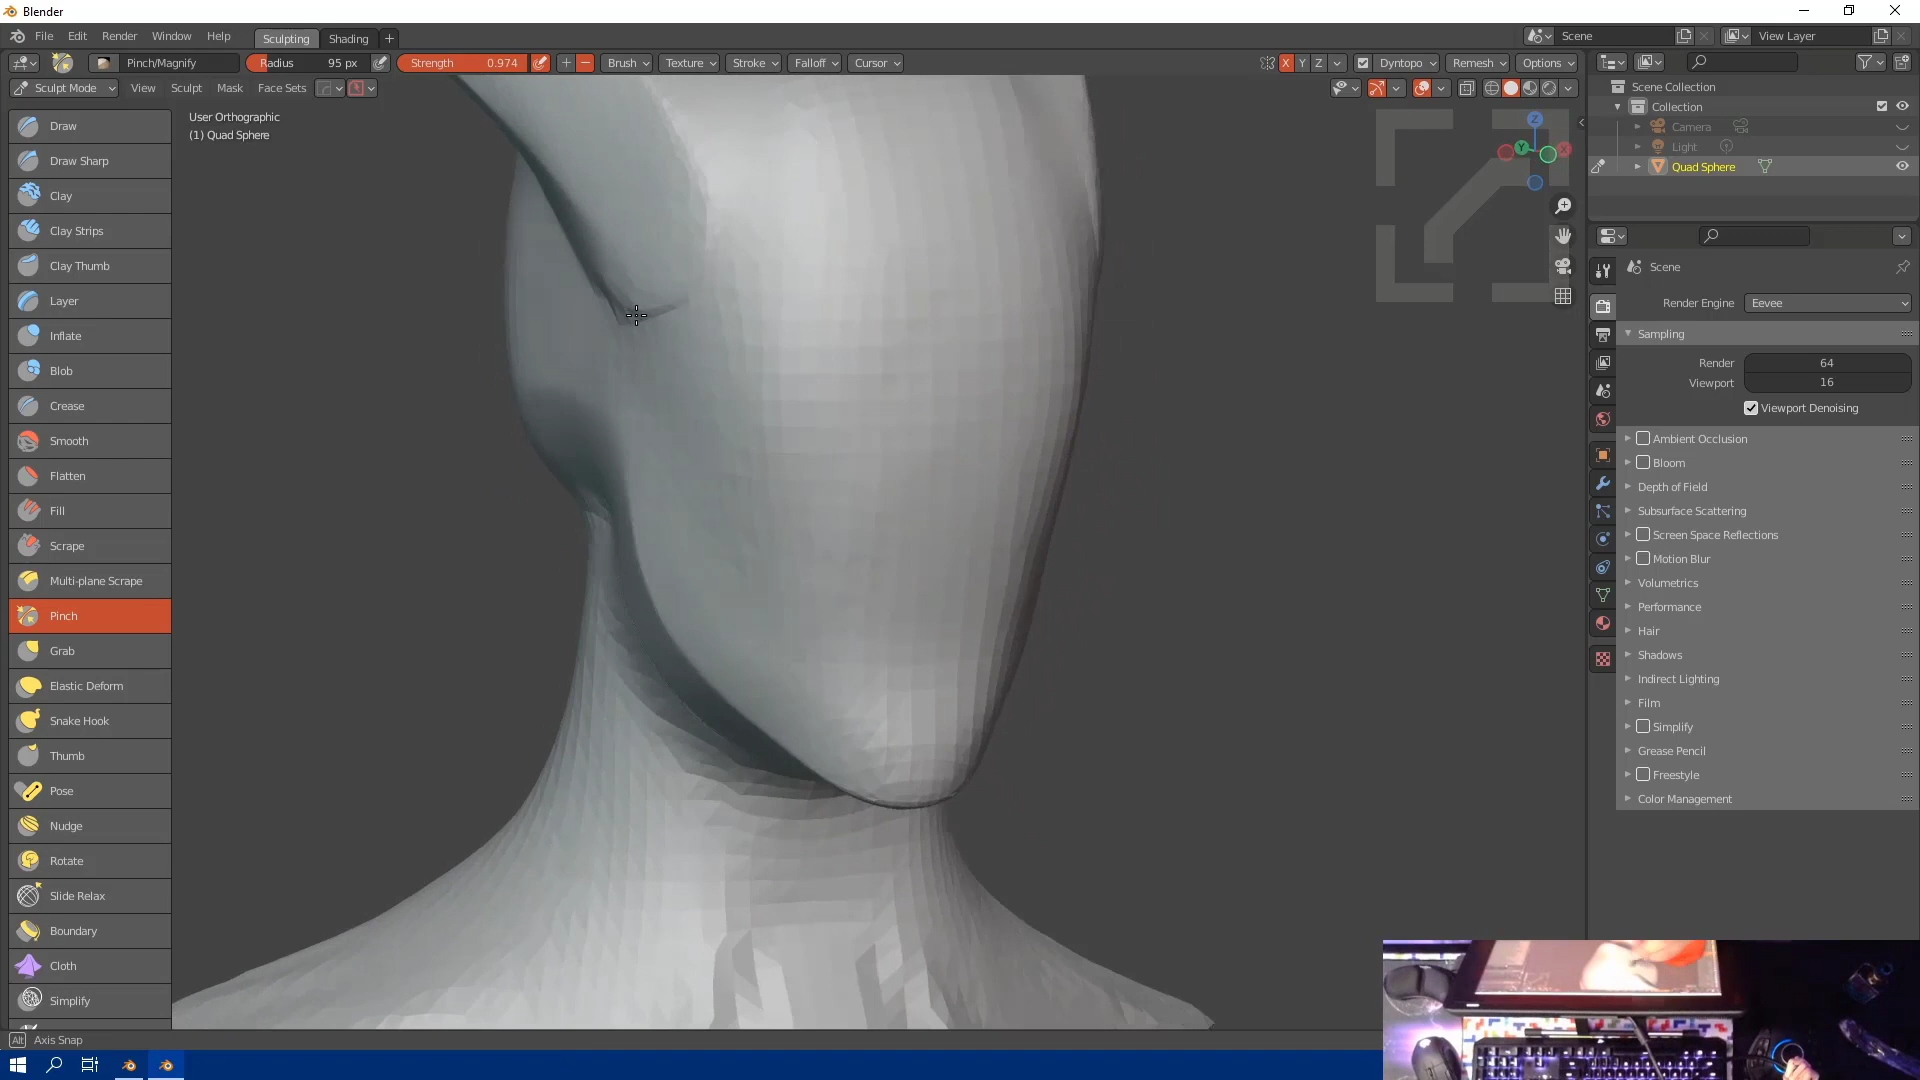 Blender
File Edit Render Window Help Sculpting Shading + Scene View Layer
Pinch/Magnify Radius 95 px Strength 0.974 Brush Texture Stroke Falloff Cursor X Y Z Dyntopo Remesh Options
Sculpt Mode View Sculpt Mask Face Sets
User Orthographic
(1) Quad Sphere
Draw
Draw Sharp
Clay
Clay Strips
Clay Thumb
Layer
Inflate
Blob
Crease
Smooth
Flatten
Fill
Scrape
Multi-plane Scrape
Pinch
Grab
Elastic Deform
Snake Hook
Thumb
Pose
Nudge
Rotate
Slide Relax
Boundary
Cloth
Simplify
Z
Y
X
Scene Collection
Collection
Camera
Light
Quad Sphere
Scene
Render Engine Eevee
Sampling
Render 64
Viewport 16
Viewport Denoising
Ambient Occlusion
Bloom
Depth of Field
Subsurface Scattering
Screen Space Reflections
Motion Blur
Volumetrics
Performance
Hair
Shadows
Indirect Lighting
Film
Simplify
Grease Pencil
Freestyle
Color Management
Alt Axis Snap